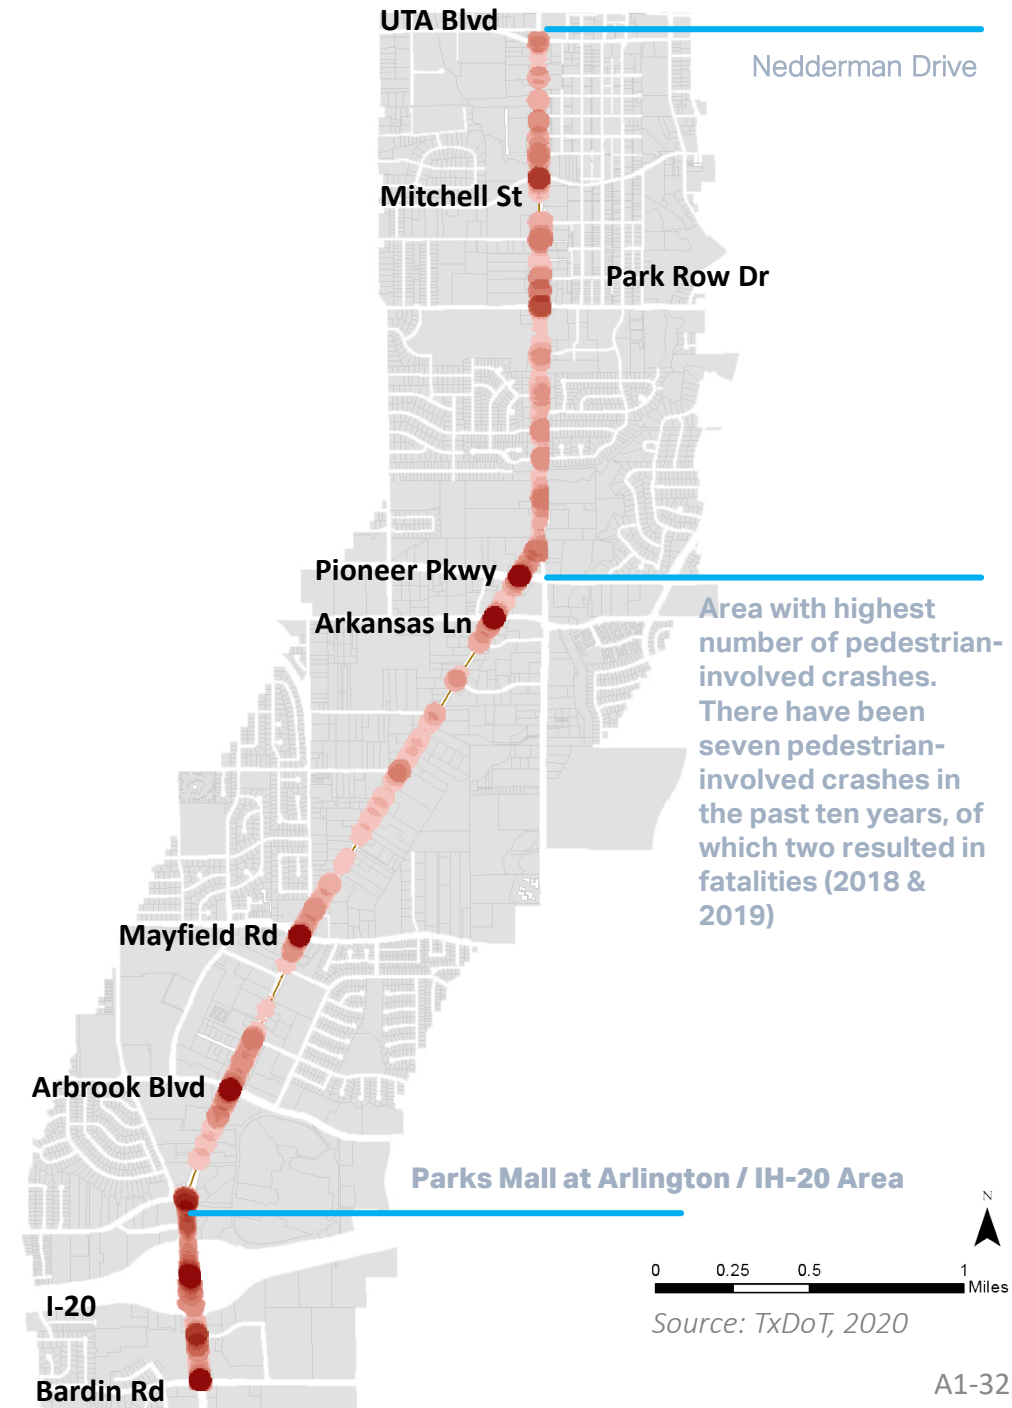 UTA Blvd
Nedderman Drive
Mitchell St
Park Row Dr
Pioneer Pkwy
Arkansas Ln
Area with highest
number of pedestrian-
involved crashes.
There have been
seven pedestrian-
involved crashes in
the past ten years, of
which two resulted in
fatalities (2018 &
2019)
Mayfield Rd
Arbrook Blvd
Parks Mall at Arlington / IH-20 Area
N
0 0.25 0.5 1
Miles
I-20
Source: TxDoT, 2020
Bardin Rd
A1-32